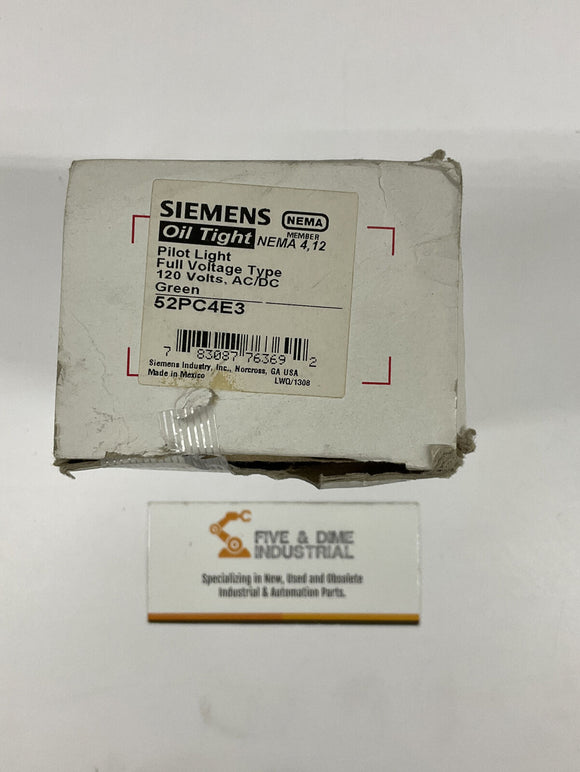 SIEMENS NEMA
MEMBER
Oil Tight NEMA 4,12
Pilot Light
Full Voltage Type
120 Volts, AC/DC
Green
52PC4E3
7 83087 76369 2
Siemens Industry, Inc., Norcross, GA USA
Made in Mexico LWO/1308
FIVE & DIME
INDUSTRIAL
Specializing in New, Used and Obsolete
Industrial & Automation Parts.